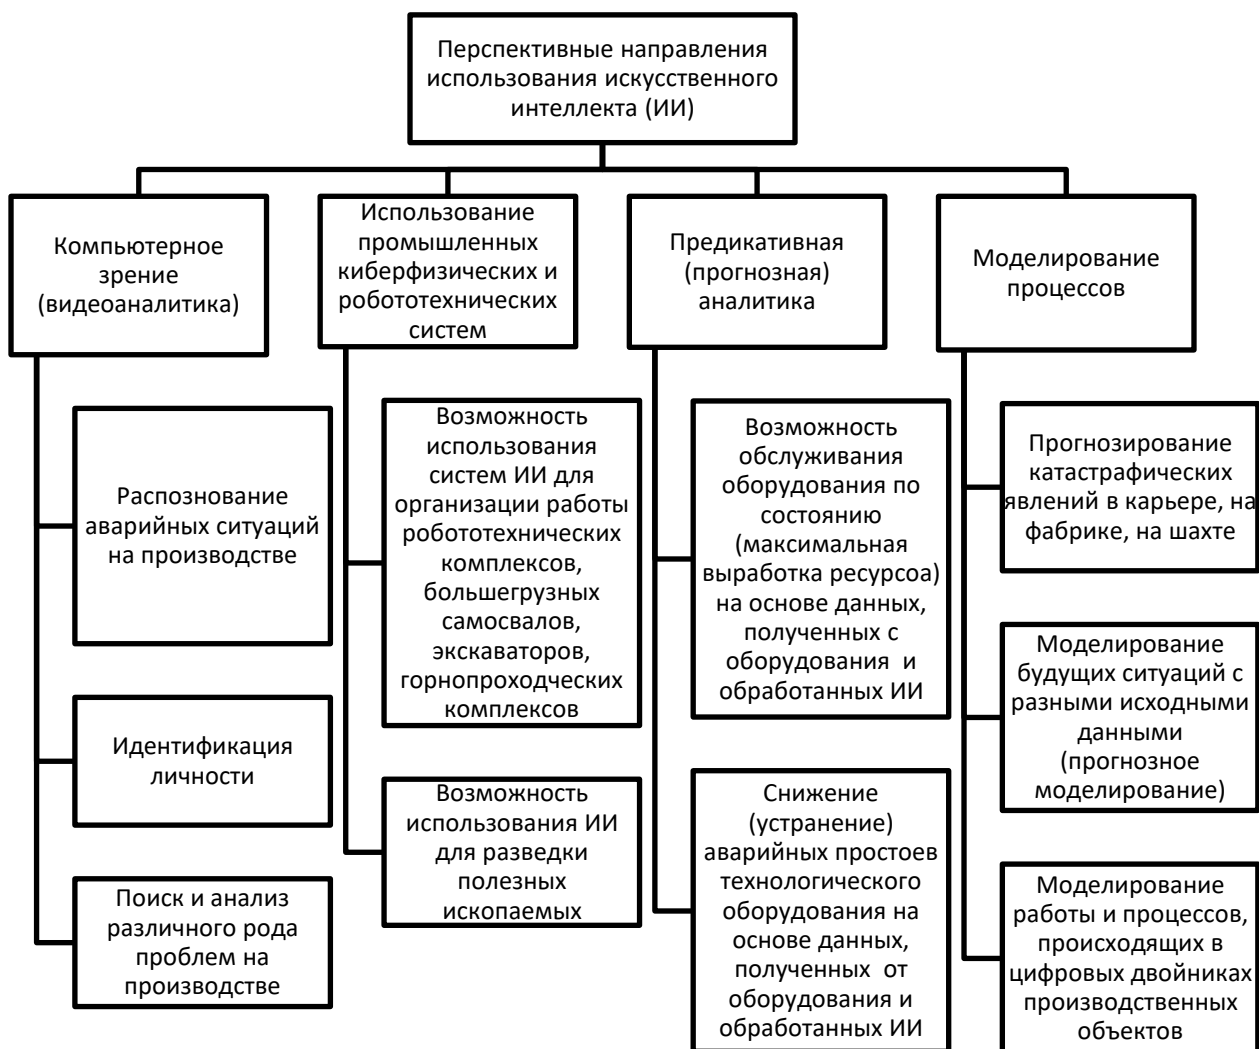 Перспективные направления
использования искусственного
интеллекта (ИИ)
Компьютерное
зрение
(видеоаналитика)
Использование
промышленных
киберфизических и
робототехнических
систем
Предикативная
(прогнозная)
аналитика
Моделирование
процессов
Распознование
аварийных ситуаций
на производстве
Идентификация
личности
Поиск и анализ
различного рода
проблем на
производстве
Возможность
использования
систем ИИ для
организации работы
робототехнических
комплексов,
большегрузных
самосвалов,
экскаваторов,
горнопроходческих
комплексов
Возможность
использования ИИ
для разведки
полезных
ископаемых
Возможность
обслуживания
оборудования по
состоянию
(максимальная
выработка ресурсоа)
на основе данных,
полученных с
оборудования и
обработанных ИИ
Снижение
(устранение)
аварийных простоев
технологического
оборудования на
основе данных,
полученных от
оборудования и
обработанных ИИ
Прогнозирование
катастрафических
явлений в карьере, на
фабрике, на шахте
Моделирование
будущих ситуаций с
разными исходными
данными
(прогнозное
моделирование)
Моделирование
работы и процессов,
происходящих в
цифровых двойниках
производственных
объектов